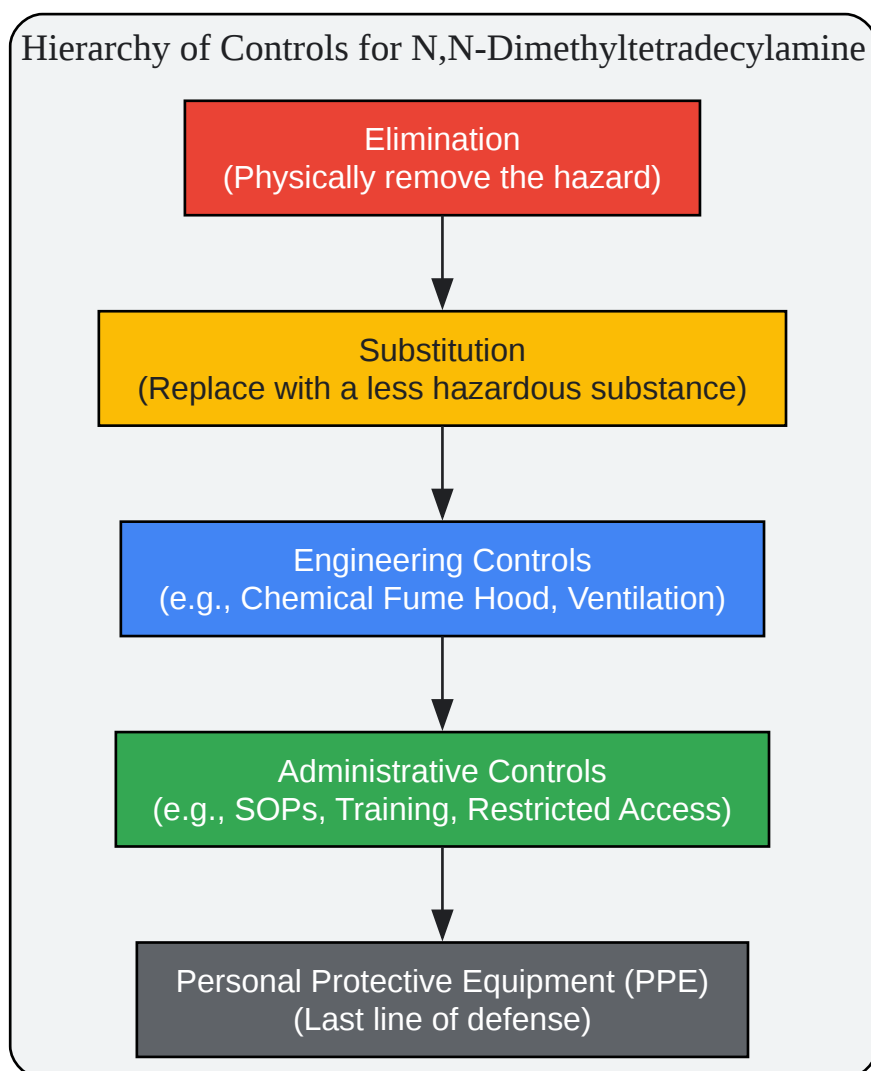 Hierarchy of Controls for N,N-Dimethyltetradecylamine
Elimination
(Physically remove the hazard)
Substitution
(Replace with a less hazardous substance)
Engineering Controls
(e.g., Chemical Fume Hood, Ventilation)
Administrative Controls
(e.g., SOPs, Training, Restricted Access)
Personal Protective Equipment (PPE)
(Last line of defense)